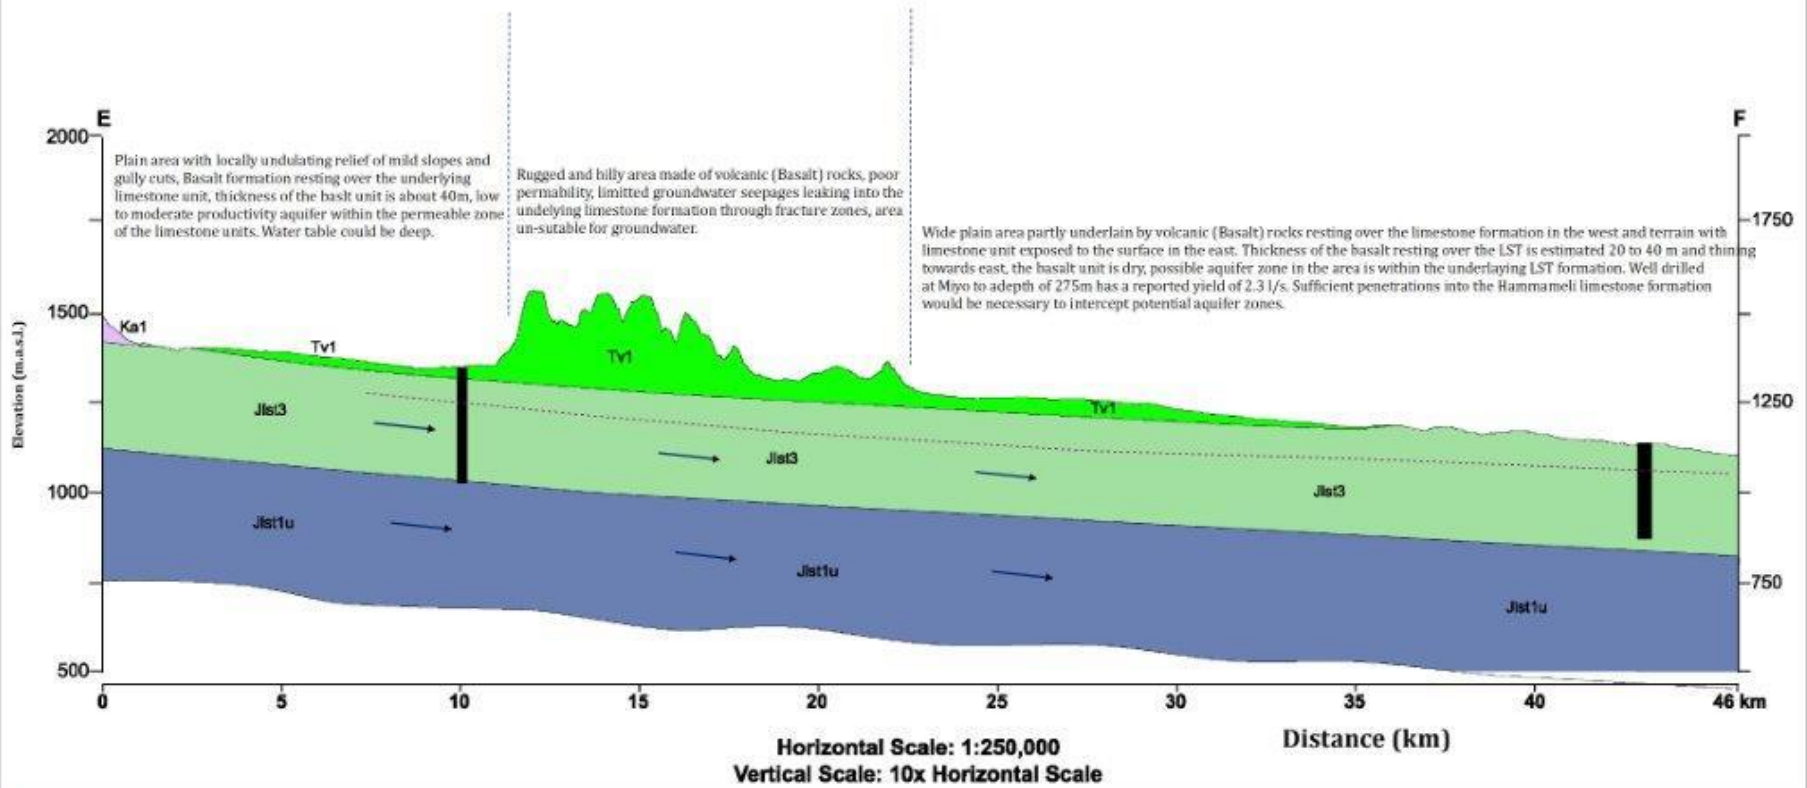 E
F
2000
1500
1000
500
1750
1250
750
Elevation (m.a.s.l.)
Plain area with locally undulating relief of mild slopes and
gully cuts, Basalt formation resting over the underlying
limestone unit, thickness of the baslt unit is about 40m, low
to moderate productivity aquifer within the permeable zone
of the limestone units. Water table could be deep.
Rugged and hilly area made of volcanic (Basalt) rocks, poor
permability, limitted groundwater seepages leaking into the
undelying limestone formation through fracture zones, area
un-sutable for groundwater.
Wide plain area partly underlain by volcanic (Basalt) rocks resting over the limestone formation in the west and terrain with
limestone unit exposed to the surface in the east. Thickness of the basalt resting over the LST is estimated 20 to 40 m and thining
towards east, the basalt unit is dry, possible aquifer zone in the area is within the underlaying LST formation. Well drilled
at Miyo to adepth of 275m has a reported yield of 2.3 l/s. Sufficient penetrations into the Hammameli limestone formation
would be necessary to intercept potential aquifer zones.
Ka1
Tv1
Tv1
Tv1
Jlst3
Jlst3
Jlst3
Jlst1u
Jlst1u
Jlst1u
0 5 10 15 20 25 30 35 40 46 km
Distance (km)
Horizontal Scale: 1:250,000
Vertical Scale: 10x Horizontal Scale